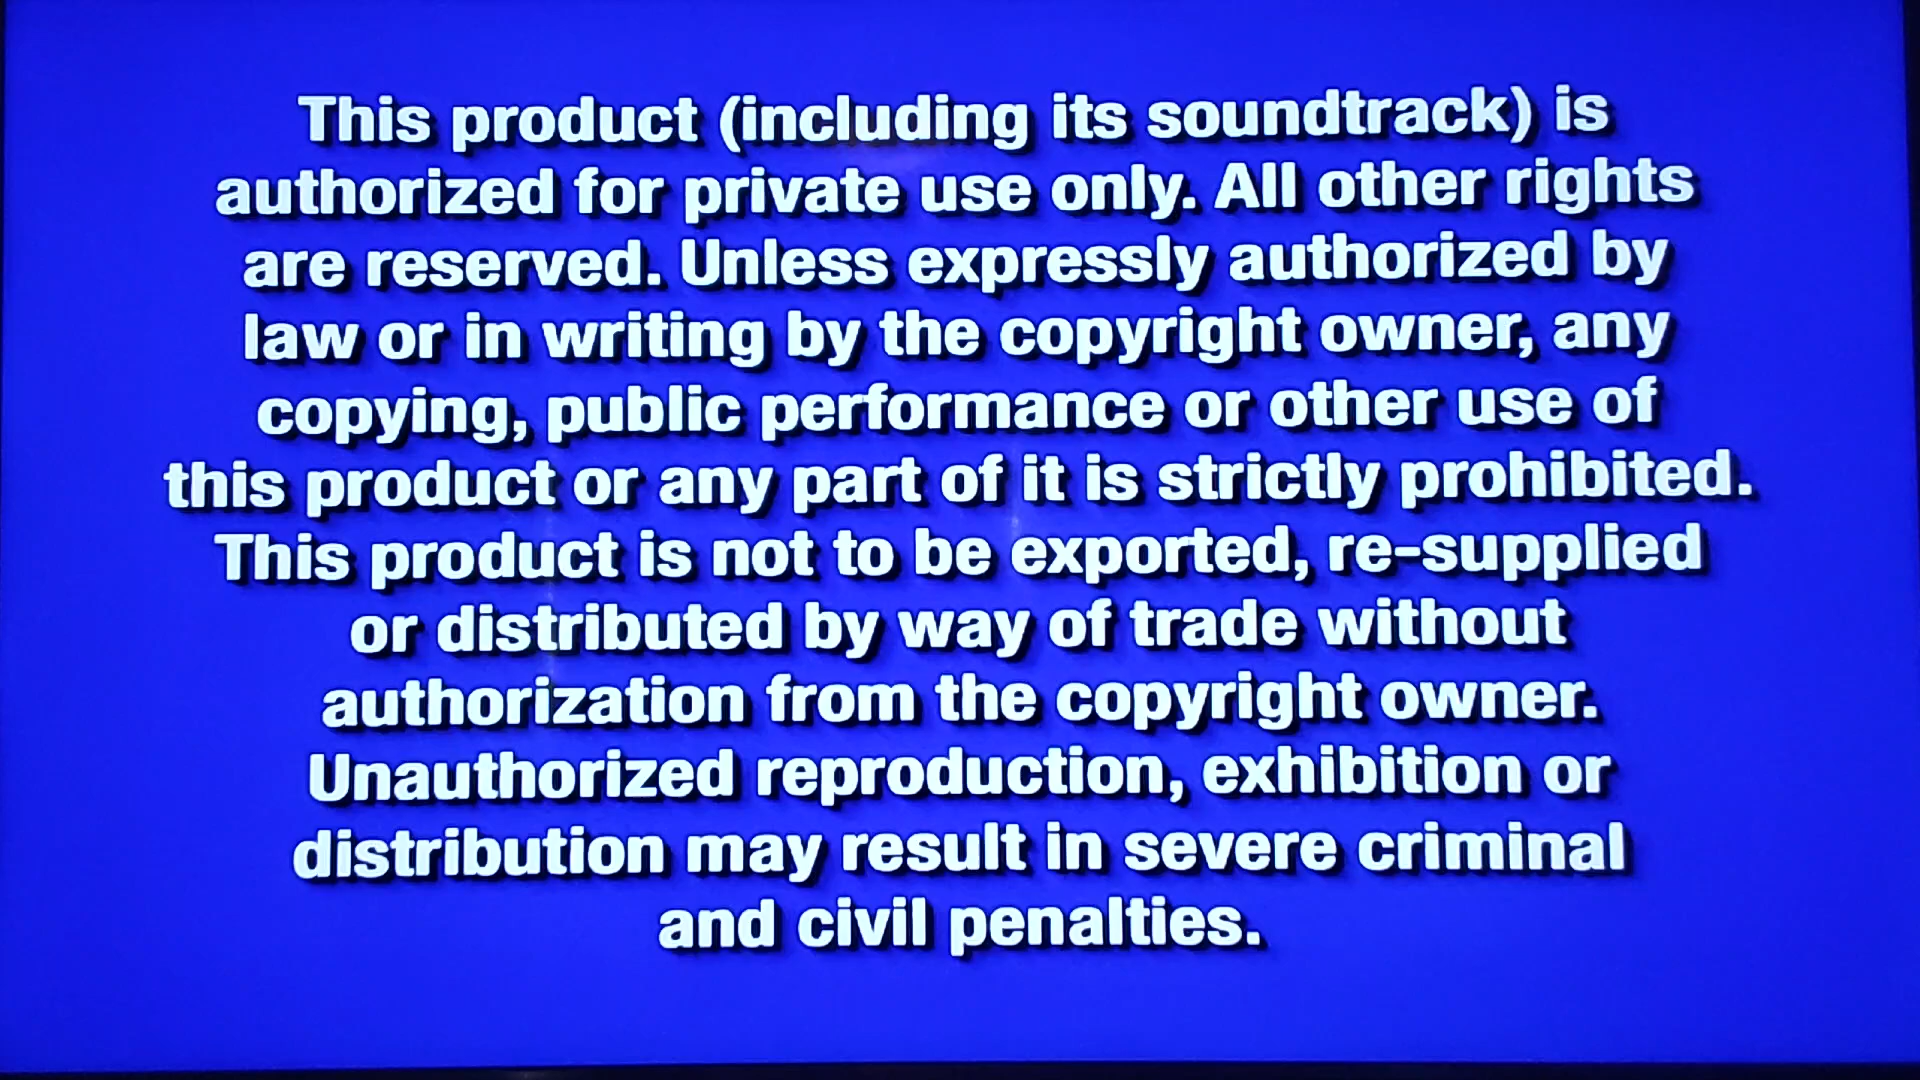 This product (including its soundtrack) is
authorized for private use only. All other rights
are reserved. Unless expressly authorized by
law or in writing by the copyright owner, any
copying, public performance or other use of
this product or any part of it is strictly prohibited.
This product is not to be exported, re-supplied
or distributed by way of trade without
authorization from the copyright owner.
Unauthorized reproduction, exhibition or
distribution may result in severe criminal
and civil penalties.